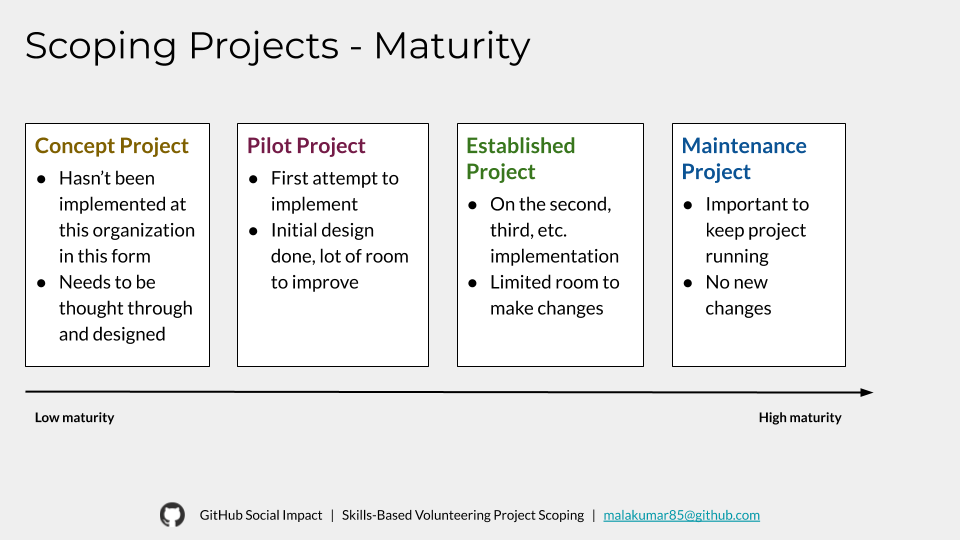 Scoping Projects - Maturity
Concept Project
● Hasn’t been
implemented at
this organization
in this form
● Needs to be
thought through
and designed
Pilot Project
● First attempt to
implement
● Initial design
done, lot of room
to improve
Established
Project
● On the second,
third, etc.
implementation
● Limited room to
make changes
Maintenance
Project
● Important to
keep project
running
● No new
changes
Low maturity
High maturity
GitHub Social Impact | Skills-Based Volunteering Project Scoping | malakumar85@github.com